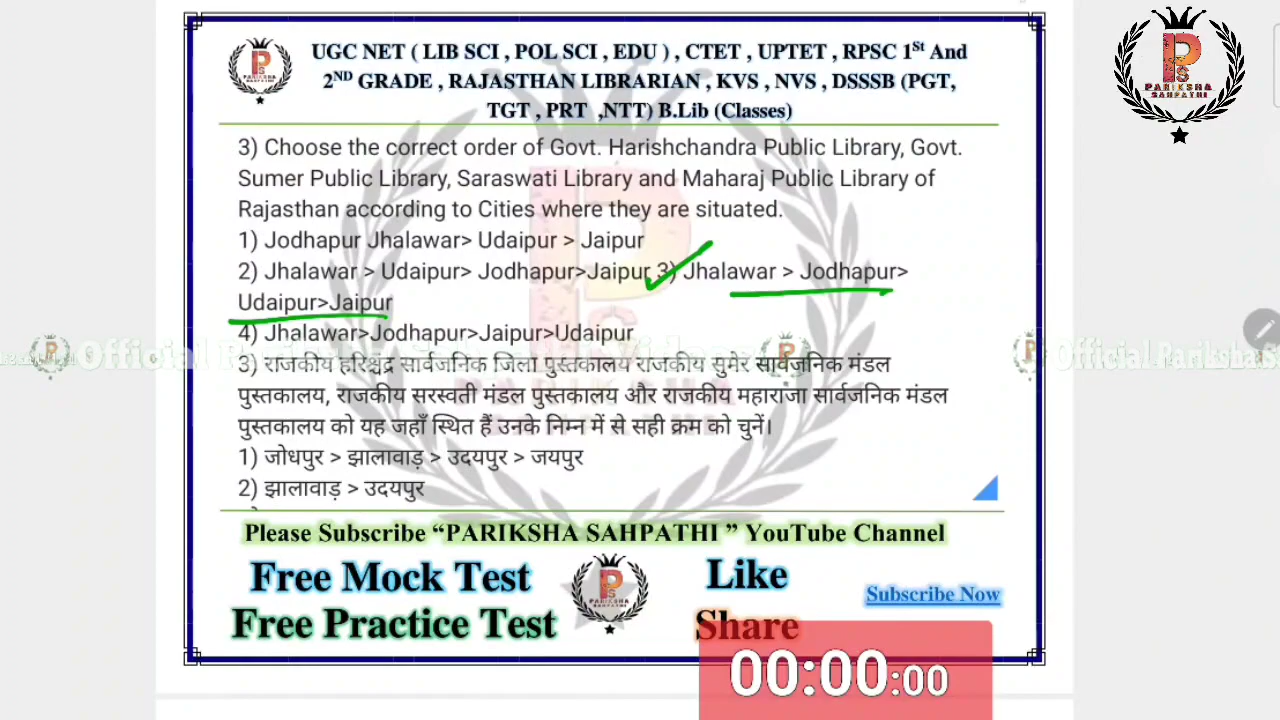 UGC NET ( LIB SCI , POL SCI , EDU ) , CTET , UPTET , RPSC 1St And
2ND GRADE , RAJASTHAN LIBRARIAN , KVS , NVS , DSSSB (PGT,
TGT , PRT ,NTT) B.Lib (Classes)
PARIKSHA
SAHPATHI
3) Choose the correct order of Govt. Harishchandra Public Library, Govt.
Sumer Public Library, Saraswati Library and Maharaj Public Library of
Rajasthan according to Cities where they are situated.
1) Jodhapur Jhalawar> Udaipur > Jaipur
2) Jhalawar > Udaipur> Jodhapur>Jaipur 3) Jhalawar > Jodhapur>
Udaipur>Jaipur
4) Jhalawar>Jodhapur>Jaipur>Udaipur
3) राजकीय हरिश्चंद्र सार्वजनिक जिला पुस्तकालय राजकीय सुमेर सार्वजनिक मंडल
पुस्तकालय, राजकीय सरस्वती मंडल पुस्तकालय और राजकीय महाराजा सार्वजनिक मंडल
पुस्तकालय को यह जहाँ स्थित हैं उनके निम्न में से सही क्रम को चुनें।
1) जोधपुर > झालावाड़ > उदयपुर > जयपुर
2) झालावाड़ > उदयपुर
Official Pariksha
Please Subscribe “PARIKSHA SAHPATHI ” YouTube Channel
Free Mock Test
Like
Subscribe Now
Free Practice Test
Share
PARIKSHA
SAHPATHI
00:00:00